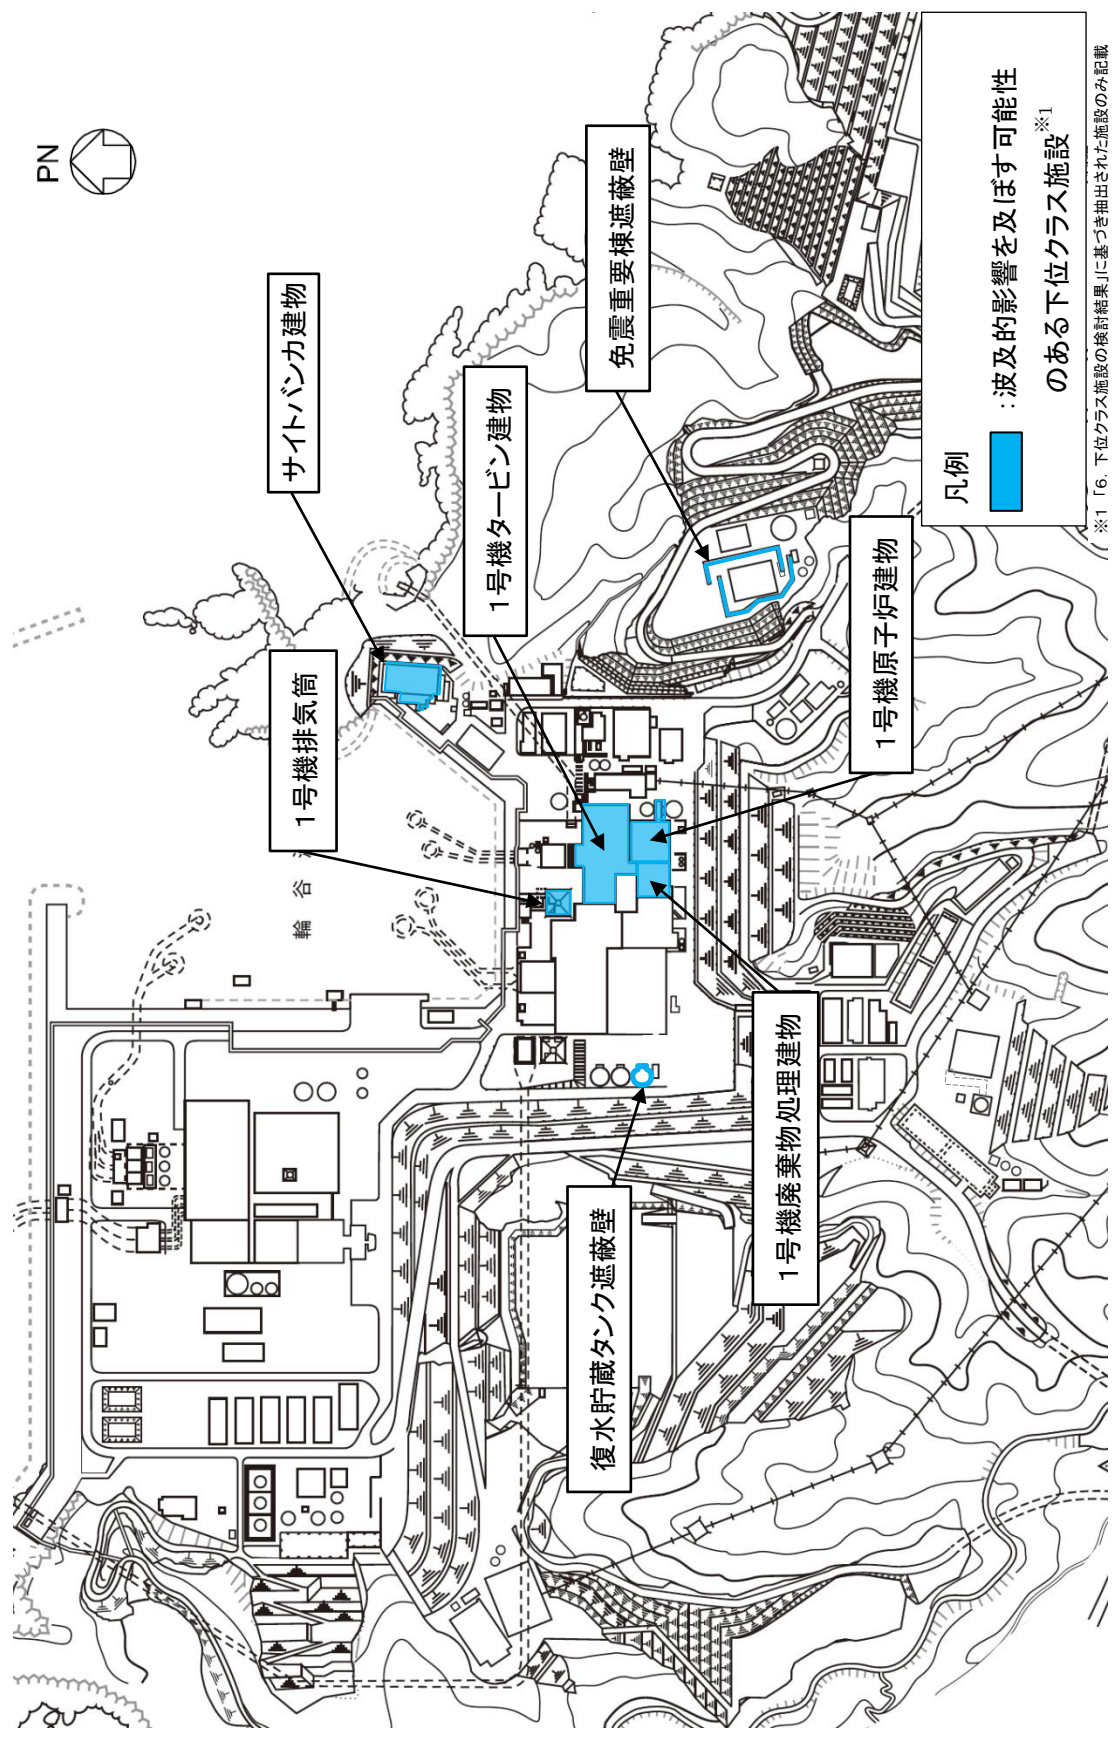 PN
サイトバンカ建物
1号機排気筒
輪 谷
1号機タービン建物
復水貯蔵タンク遮蔽壁
免震重要棟遮蔽壁
1号機廃棄物処理建物
1号機原子炉建物
凡例
:波及的影響を及ぼす可能性
のある下位クラス施設※1
※1 「6. 下位クラス施設の検討結果」に基づき抽出された施設のみ記載